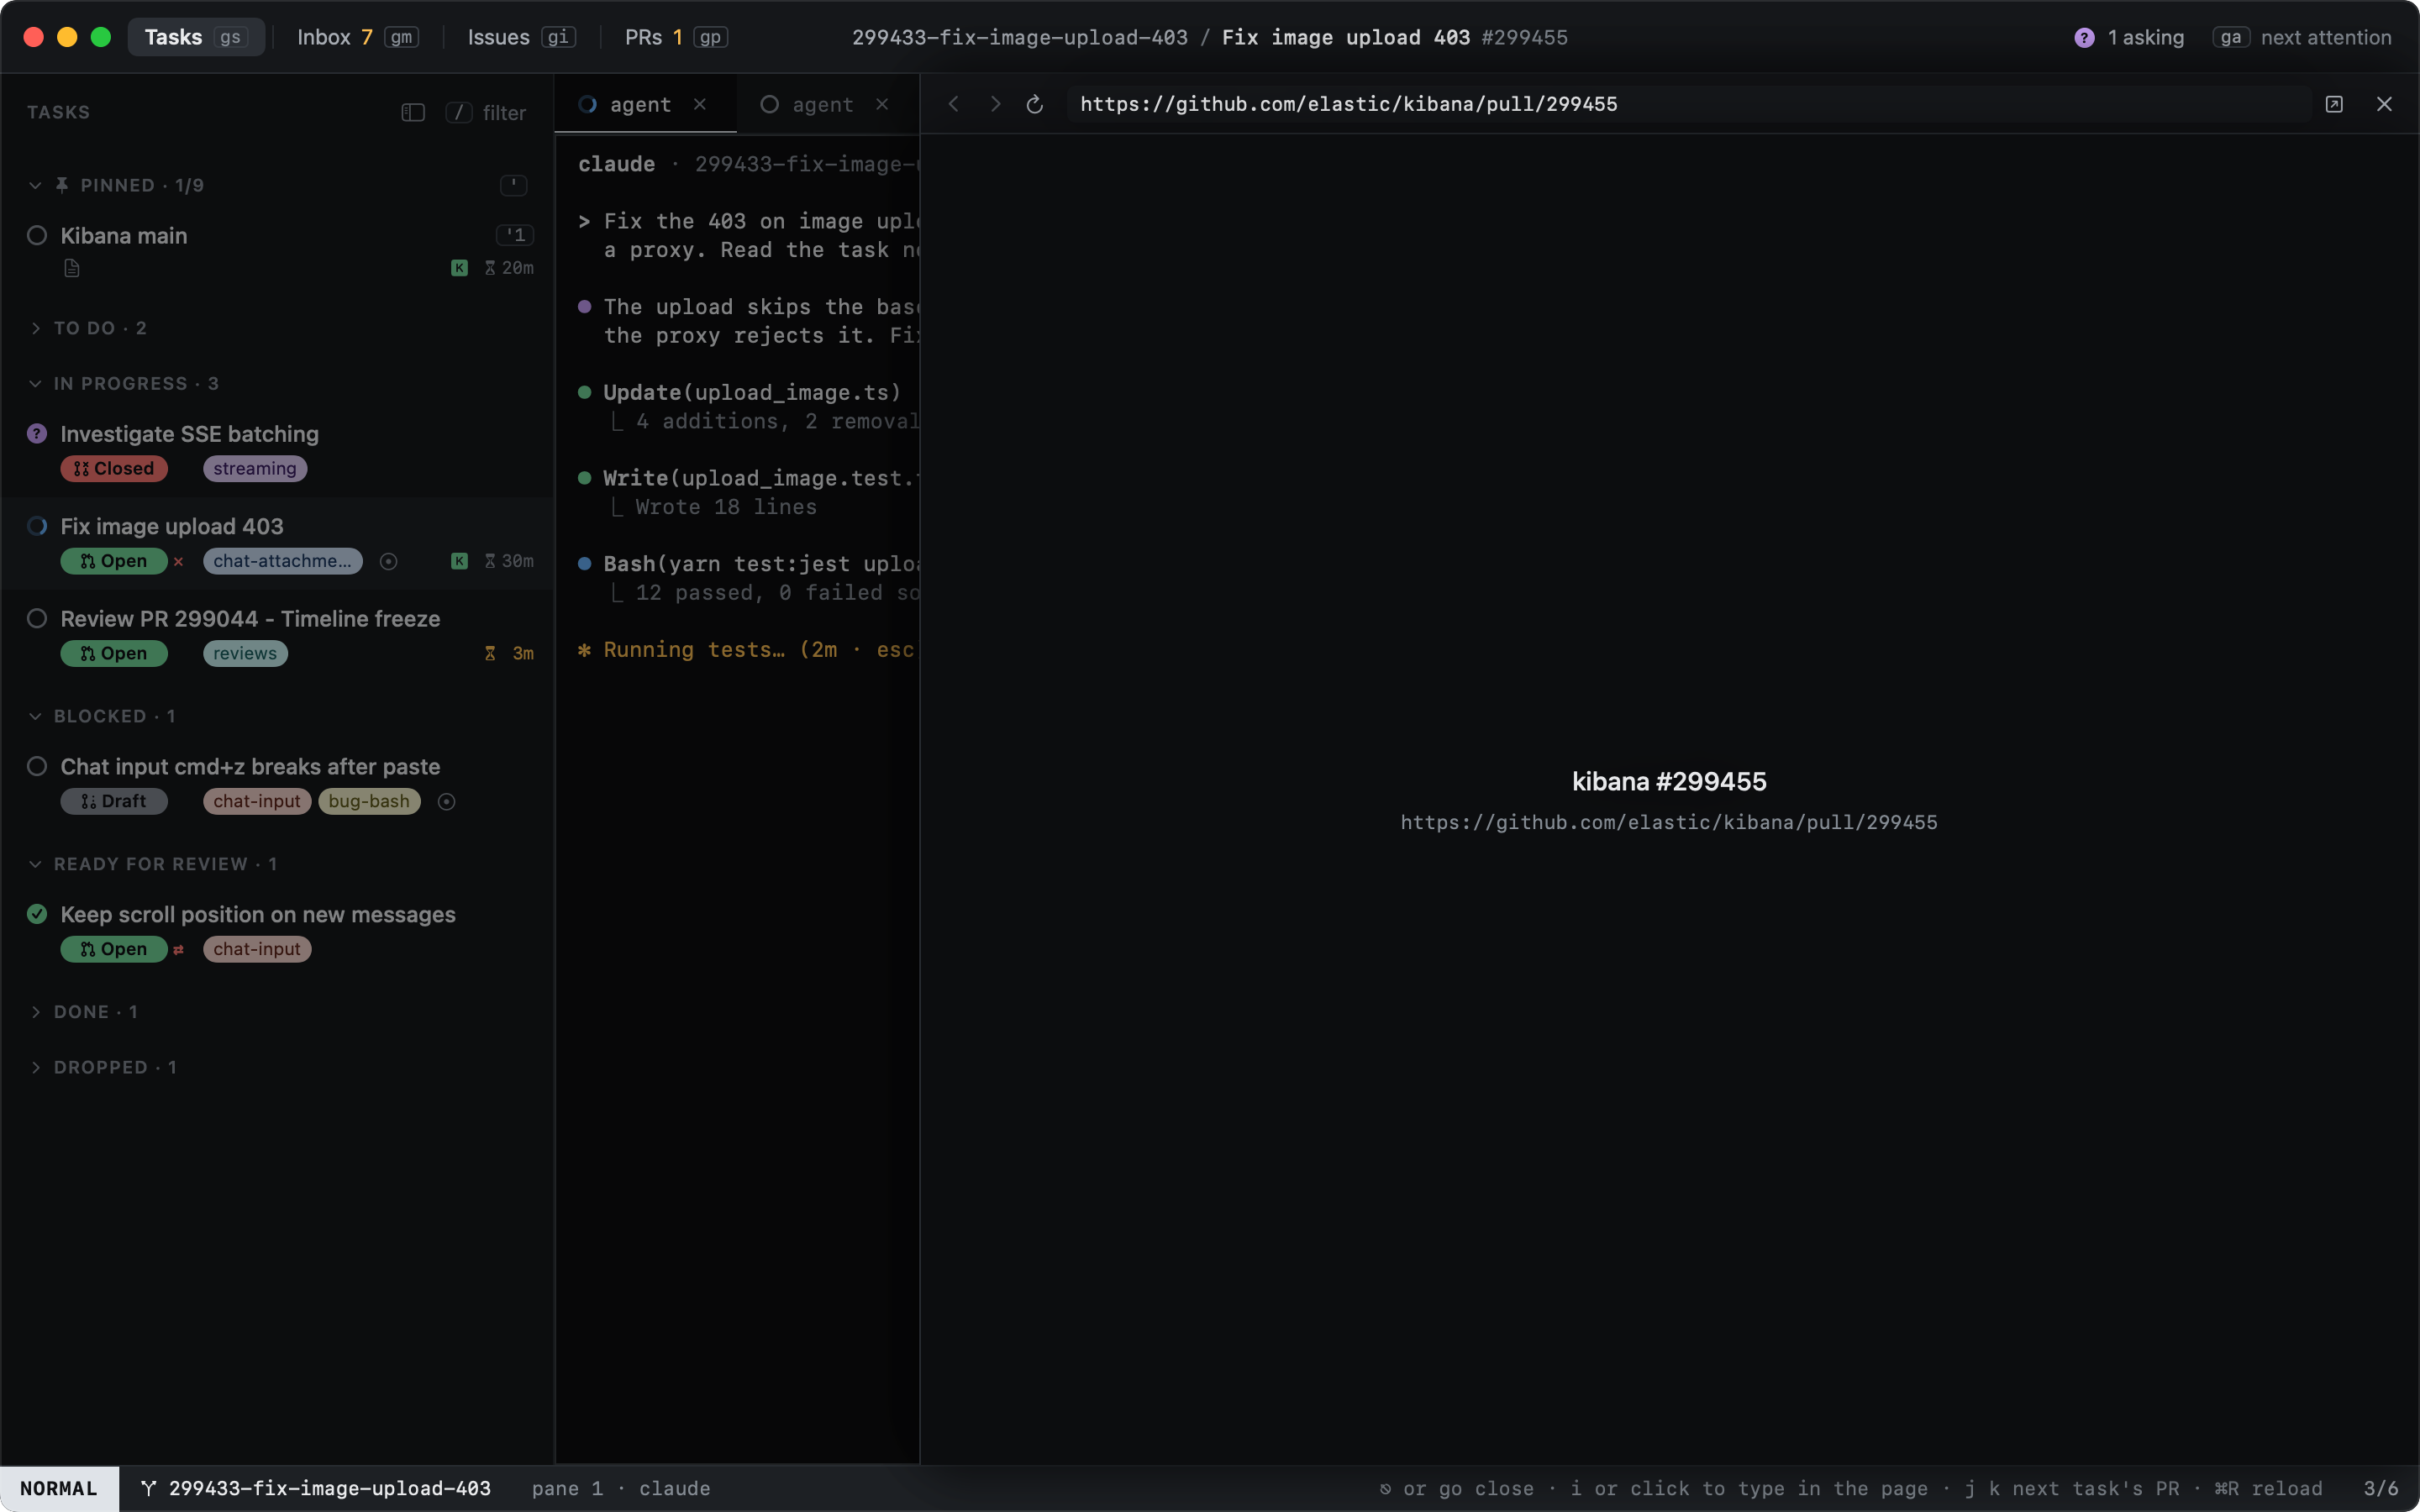 Tasks gs
Inbox 7 gm
Issues gi
PRs 1 gp
299433-fix-image-upload-403 / Fix image upload 403 #299455
? 1 asking
ga next attention
TASKS
/ filter
PINNED · 1/9 '
Kibana main '1
K 20m
TO DO · 2
IN PROGRESS · 3
? Investigate SSE batching
Closed streaming
Fix image upload 403
Open × chat-attachme… K 30m
Review PR 299044 - Timeline freeze
Open reviews 3m
BLOCKED · 1
Chat input cmd+z breaks after paste
Draft chat-input bug-bash
READY FOR REVIEW · 1
Keep scroll position on new messages
Open chat-input
DONE · 1
DROPPED · 1
agent ×
agent ×
claude · 299433-fix-image-
> Fix the 403 on image uplo
a proxy. Read the task
The upload skips the base
the proxy rejects it. Fi
Update(upload_image.ts)
4 additions, 2 removal
Write(upload_image.test.
Wrote 18 lines
Bash(yarn test:jest uploa
12 passed, 0 failed so
✻ Running tests… (2m · esc
https://github.com/elastic/kibana/pull/299455
kibana #299455
https://github.com/elastic/kibana/pull/299455
NORMAL
299433-fix-image-upload-403
pane 1 · claude
or go close · i or click to type in the page · j k next task's PR · ⌘R reload
3/6